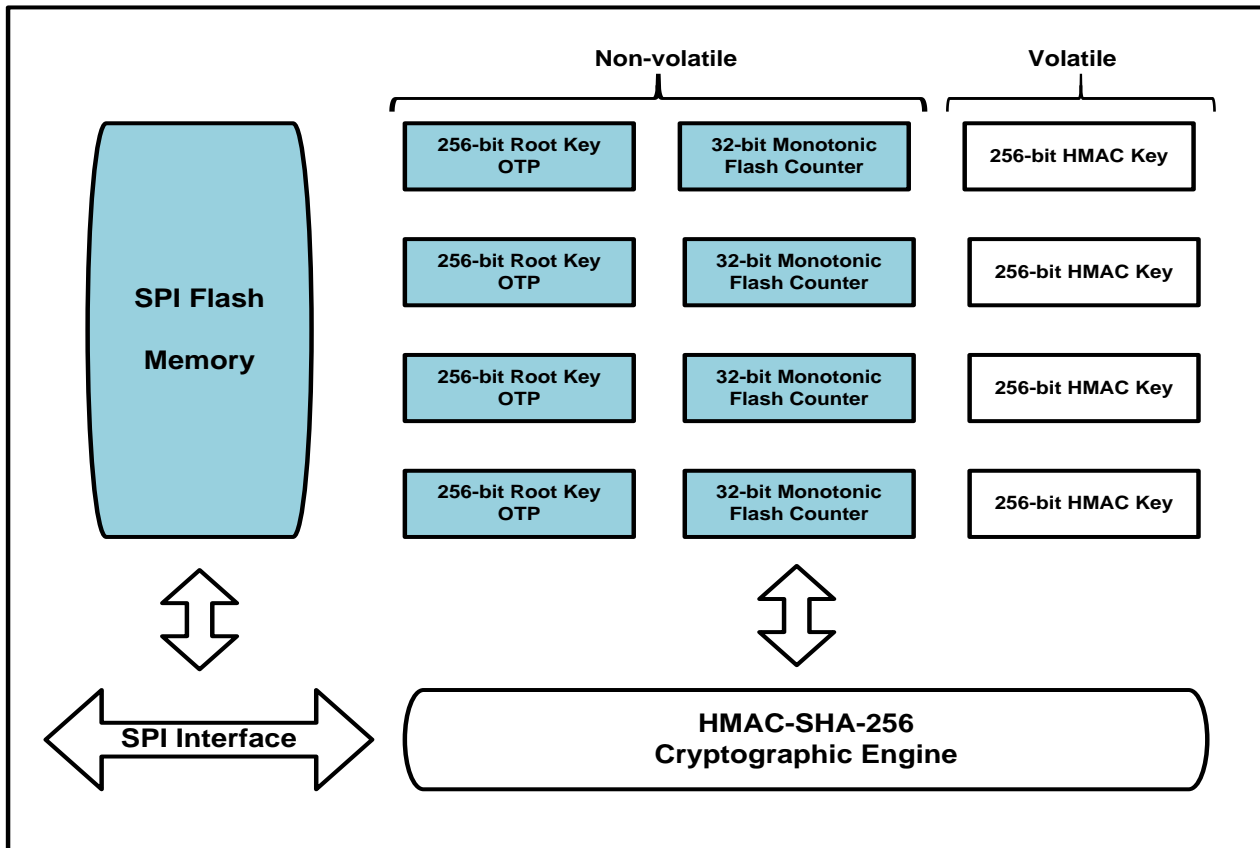 Non-volatile
Volatile
SPI Flash
Memory
256-bit Root Key
OTP
32-bit Monotonic
Flash Counter
256-bit HMAC Key
256-bit Root Key
OTP
32-bit Monotonic
Flash Counter
256-bit HMAC Key
256-bit Root Key
OTP
32-bit Monotonic
Flash Counter
256-bit HMAC Key
256-bit Root Key
OTP
32-bit Monotonic
Flash Counter
256-bit HMAC Key
SPI Interface
HMAC-SHA-256
Cryptographic Engine